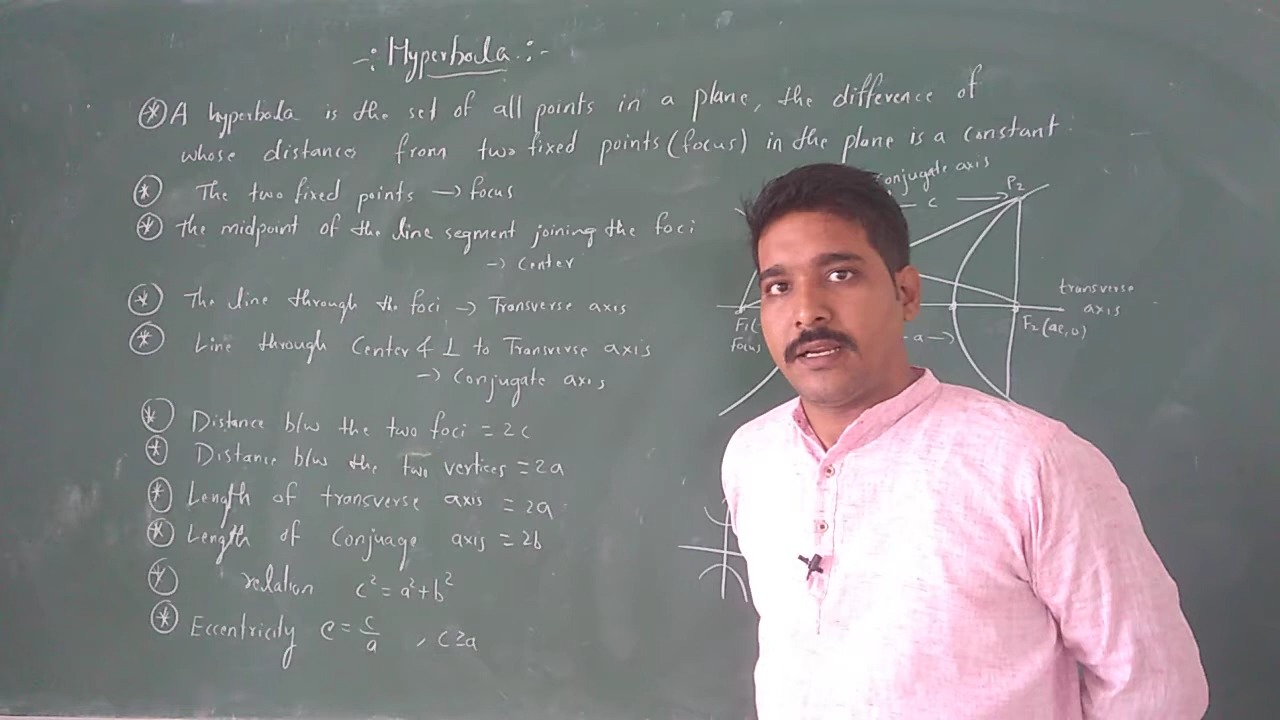 -: Hyperbola :-
* A hyperbola is the set of all points in a plane, the difference of
whose distances from two fixed points (focus) in the plane is a constant.
* The two fixed points → focus
* the midpoint of the line segment joining the foci
→ Center
* The line through the foci → Transverse axis
* Line through Center & ⊥ to Transverse axis
→ Conjugate axis
* Distance b/w the two foci = 2c
* Distance b/w the two vertices = 2a
* Length of transverse axis = 2a
* Length of Conjuage axis = 2b
* relation c² = a² + b²
* Eccentricity e = c/a , c ≥ a
Conjugate axis
c → P₂
transverse
axis
F₁(
focus
F₂ (ae, 0)
a →